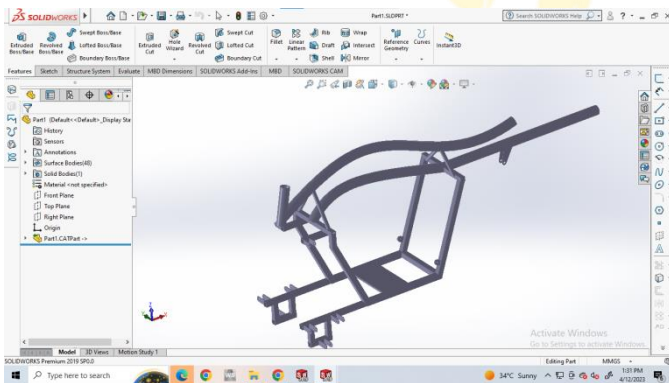 SOLIDWORKS
Part1.SLDPRT *
Search SOLIDWORKS Help
Extruded Boss/Base
Revolved Boss/Base
Swept Boss/Base
Lofted Boss/Base
Boundary Boss/Base
Extruded Cut
Hole Wizard
Revolved Cut
Swept Cut
Lofted Cut
Boundary Cut
Fillet
Linear Pattern
Rib
Draft
Shell
Wrap
Intersect
Mirror
Reference Geometry
Curves
Instant3D
Features Sketch Structure System Evaluate MBD Dimensions SOLIDWORKS Add-Ins MBD SOLIDWORKS CAM
Part1 (Default<<Default>_Display Sta
History
Sensors
Annotations
Surface Bodies(48)
Solid Bodies(1)
Material <not specified>
Front Plane
Top Plane
Right Plane
Origin
Part1.CATPart ->
Activate Windows
Go to Settings to activate Windows.
Model 3D Views Motion Study 1
SOLIDWORKS Premium 2019 SP0.0
Editing Part MMGS
Type here to search
34°C Sunny
1:31 PM
4/12/2023